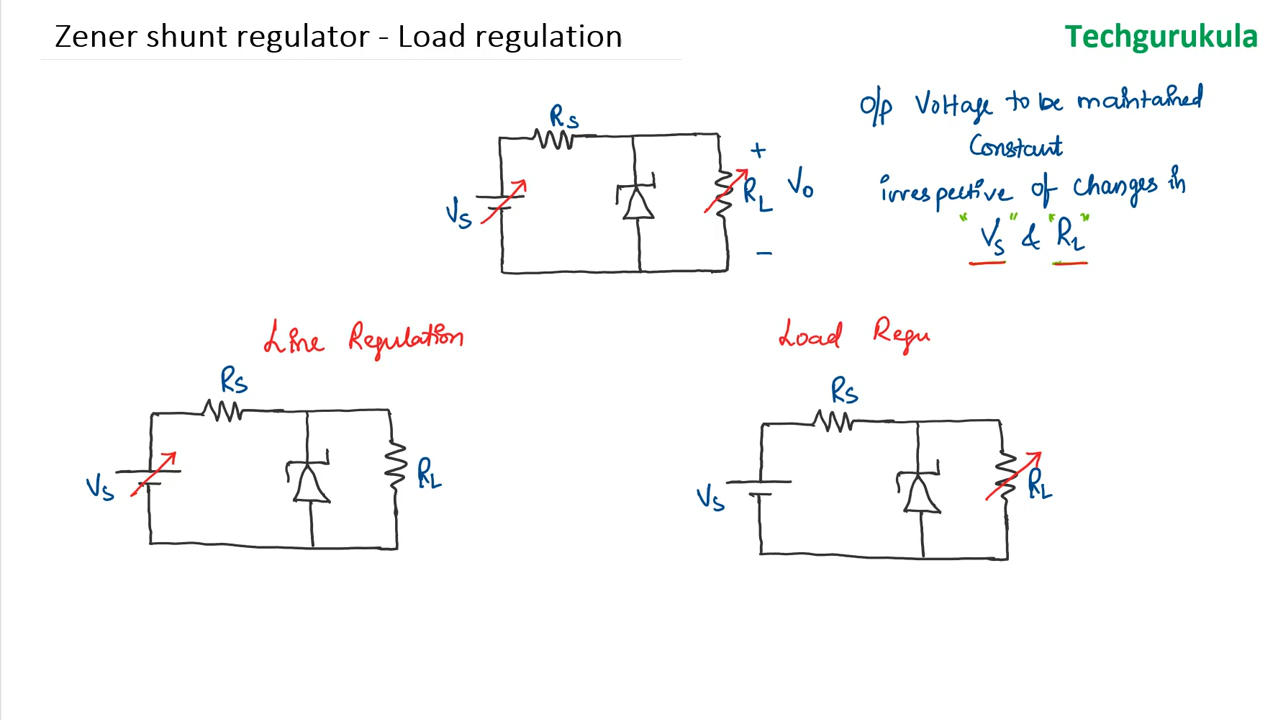 Zener shunt regulator - Load regulation
Techgurukula
Rs
Vs
RL
+
Vo
−
o/p Voltage to be maintained
Constant
irrespective of changes in
"Vs" & "RL"
Line Regulation
Rs
Vs
RL
Load Regu
Rs
Vs
RL